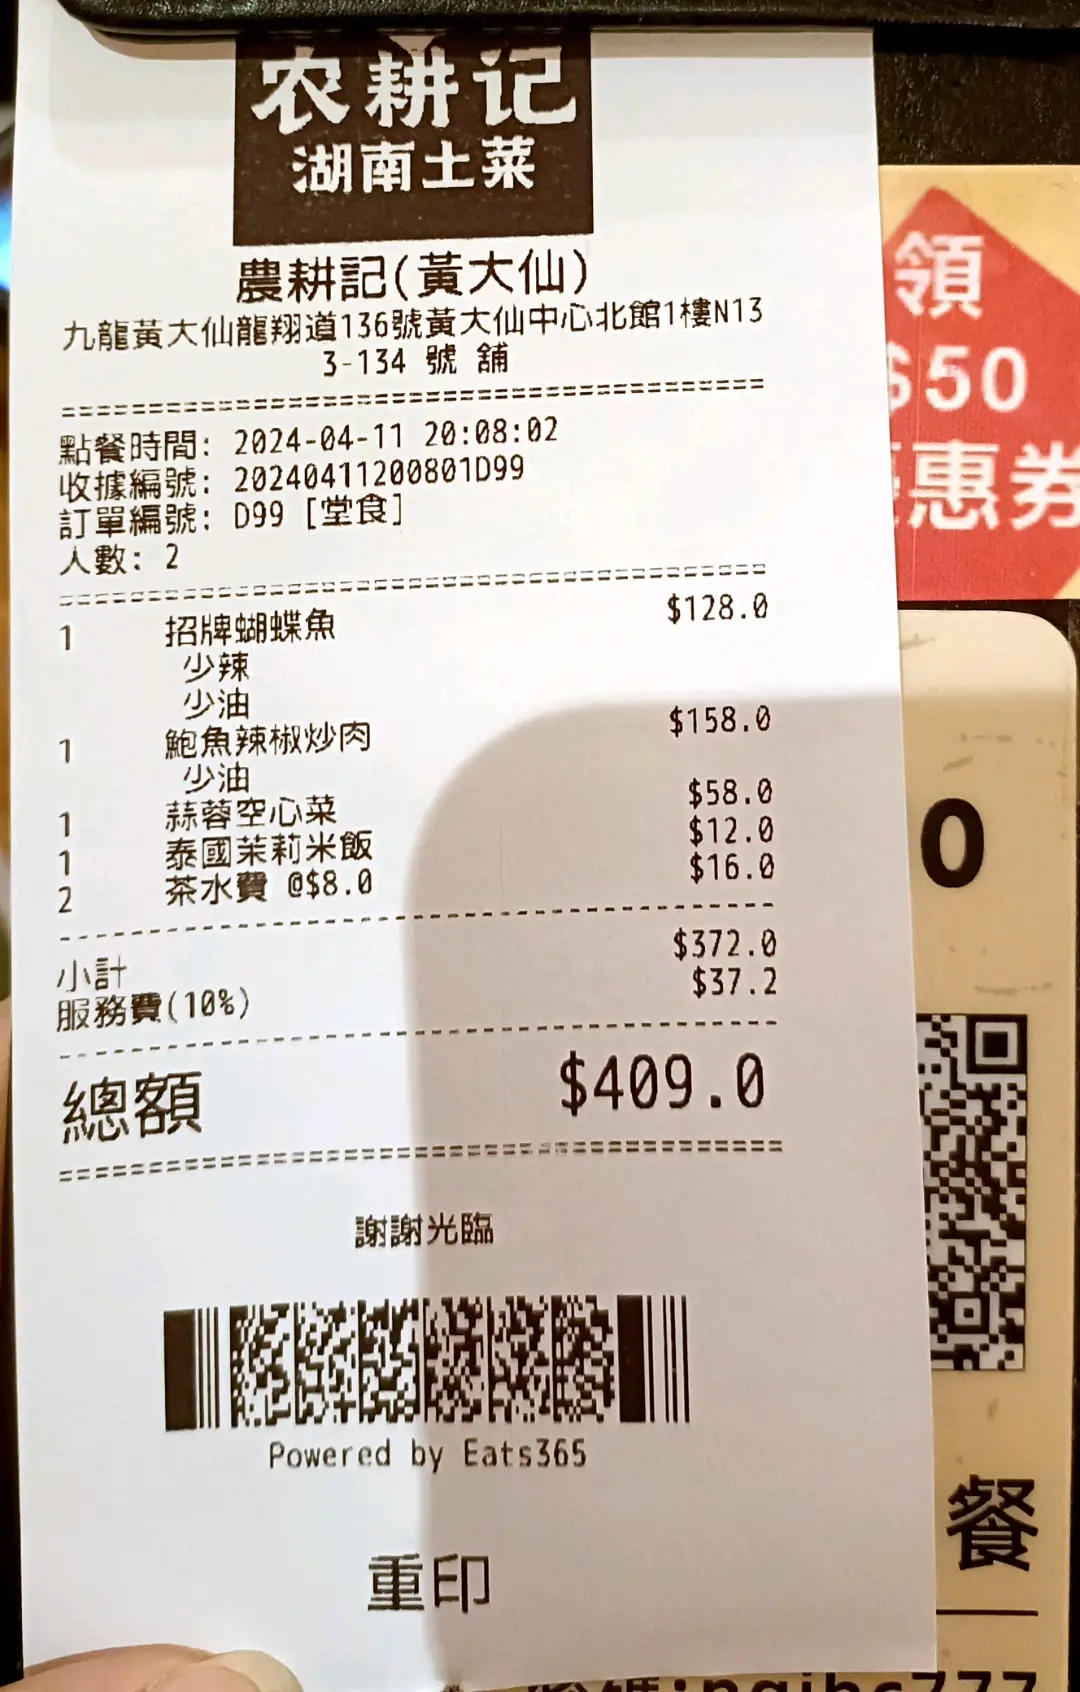 农耕记
湖南土菜
農耕記(黃大仙)
九龍黃大仙龍翔道136號黃大仙中心北館1樓N13
3-134 號 舖
點餐時間: 2024-04-11 20:08:02
收據編號: 20240411200801D99
訂單編號: D99 [堂食]
人數: 2
1 招牌蝴蝶魚 $128.0
少辣
少油
1 鮑魚辣椒炒肉 $158.0
少油
1 蒜蓉空心菜 $58.0
1 泰國茉莉米飯 $12.0
2 茶水費 @$8.0 $16.0
小計 $372.0
服務費(10%) $37.2
總額 $409.0
謝謝光臨
Powered by Eats365
重印
領
$50
惠券
0
餐
:ngihc777